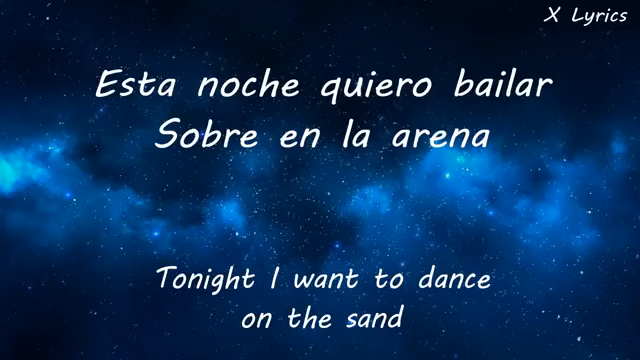 X Lyrics
Esta noche quiero bailar
Sobre en la arena
Tonight I want to dance
on the sand